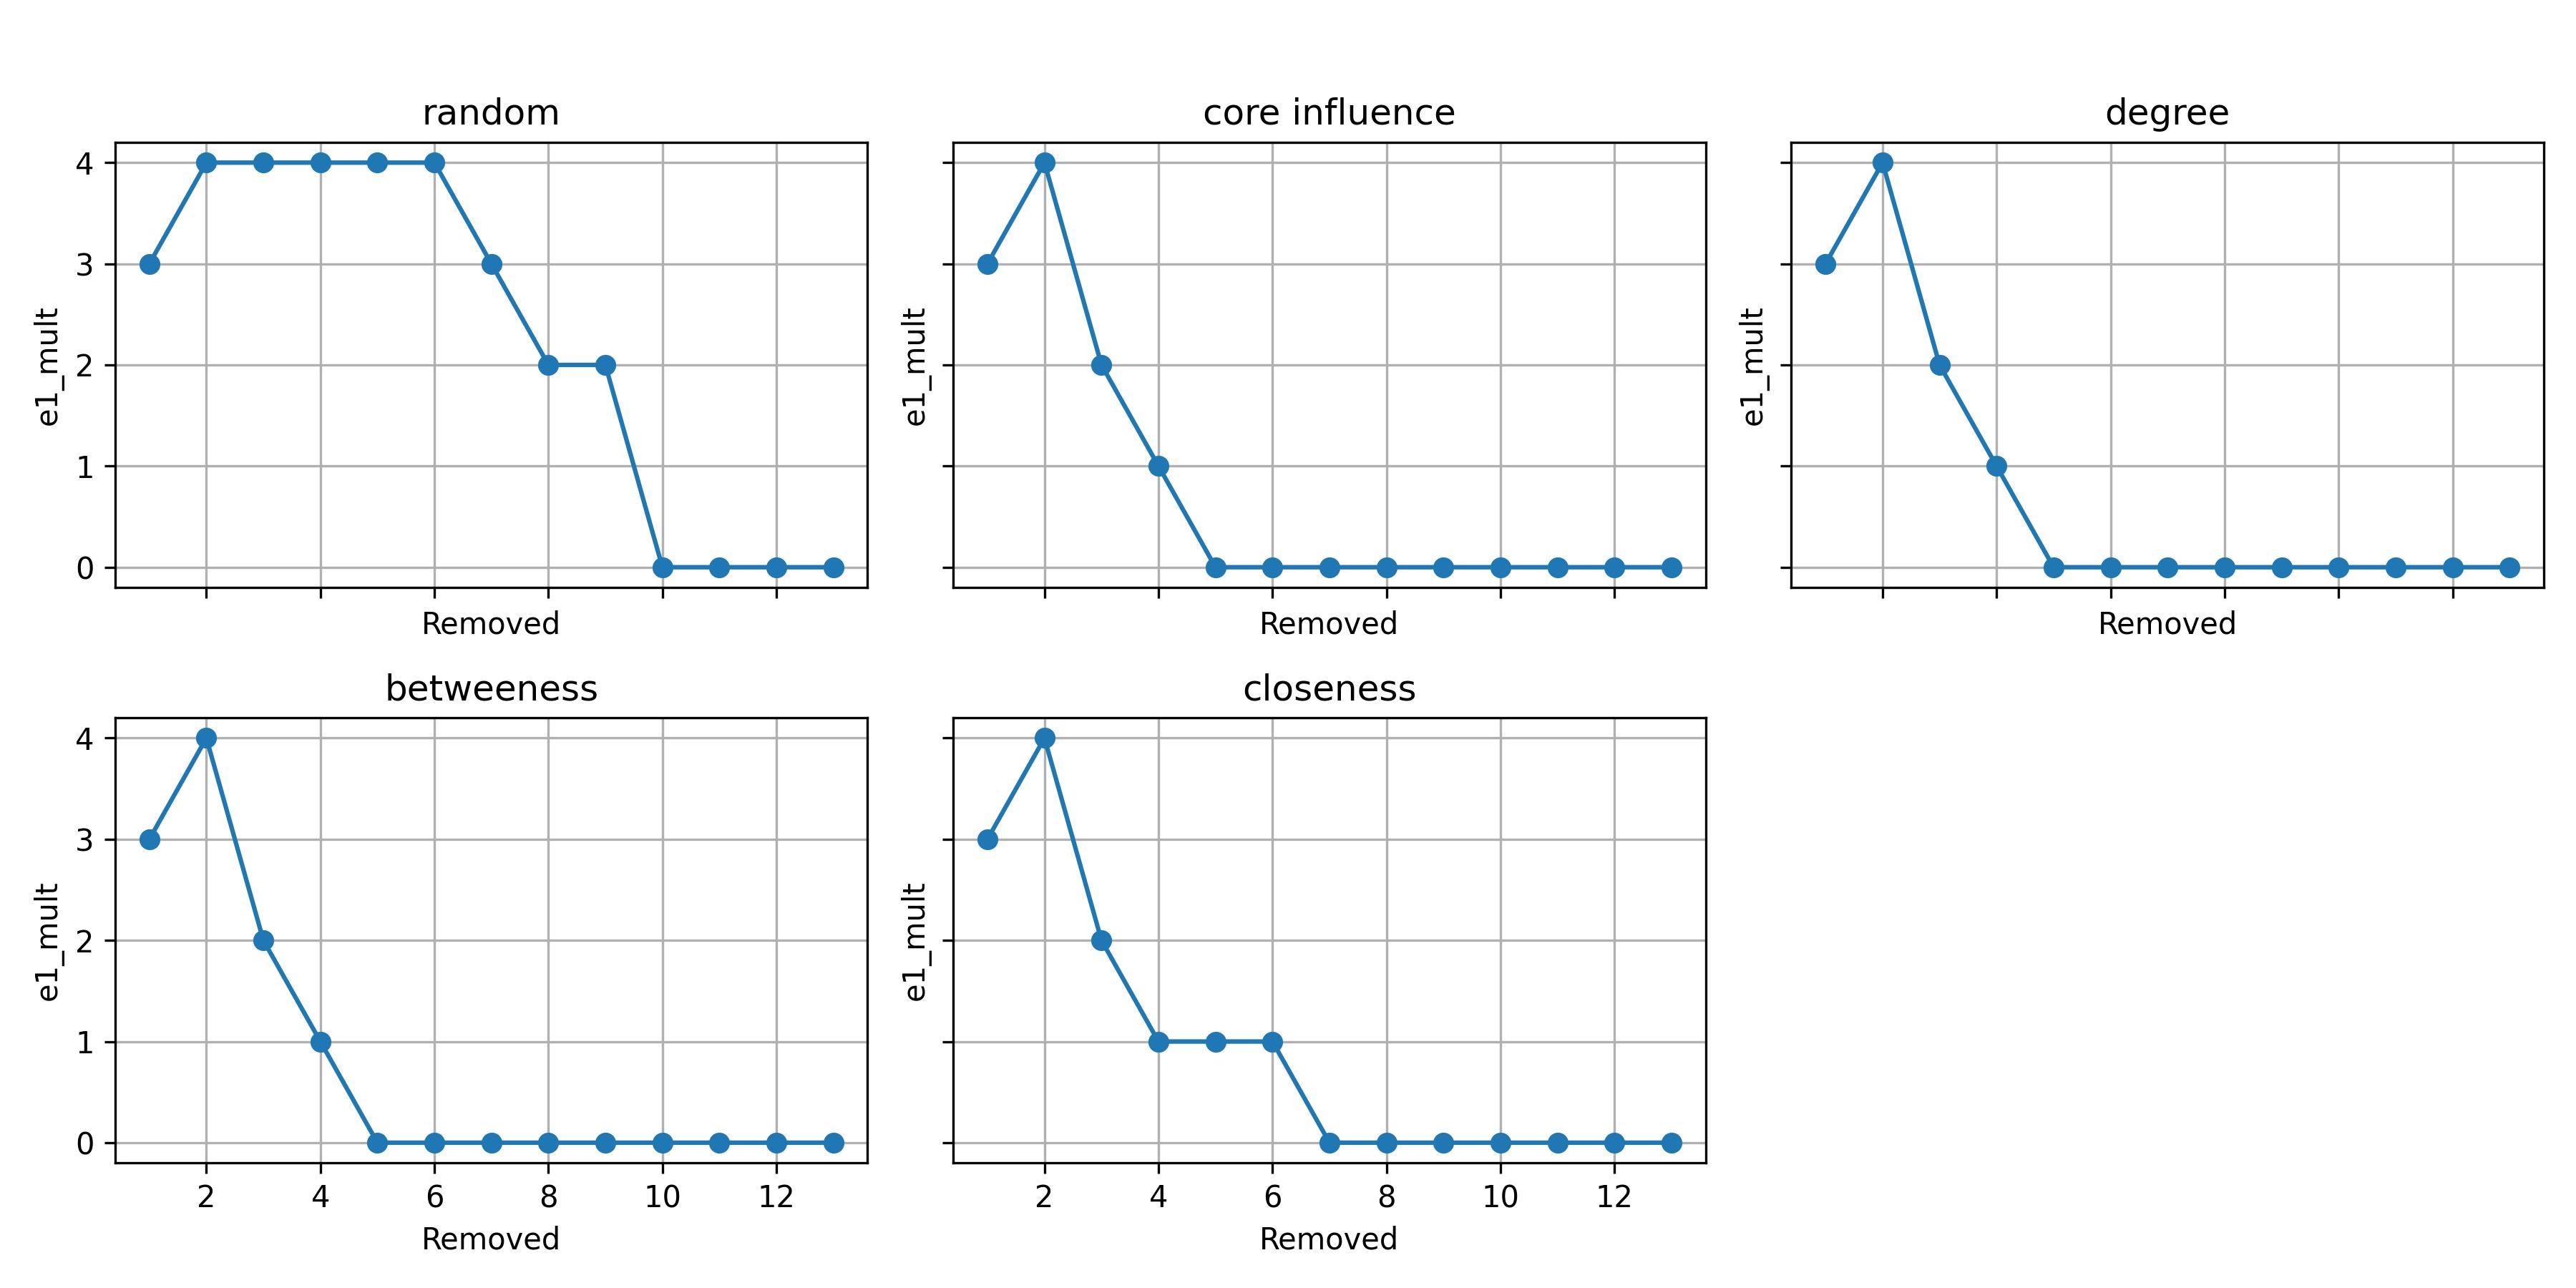 random
4
3
2
1
0
e1_mult
Removed
core influence
e1_mult
Removed
degree
e1_mult
Removed
betweeness
4
3
2
1
0
e1_mult
2 4 6 8 10 12
Removed
closeness
e1_mult
2 4 6 8 10 12
Removed